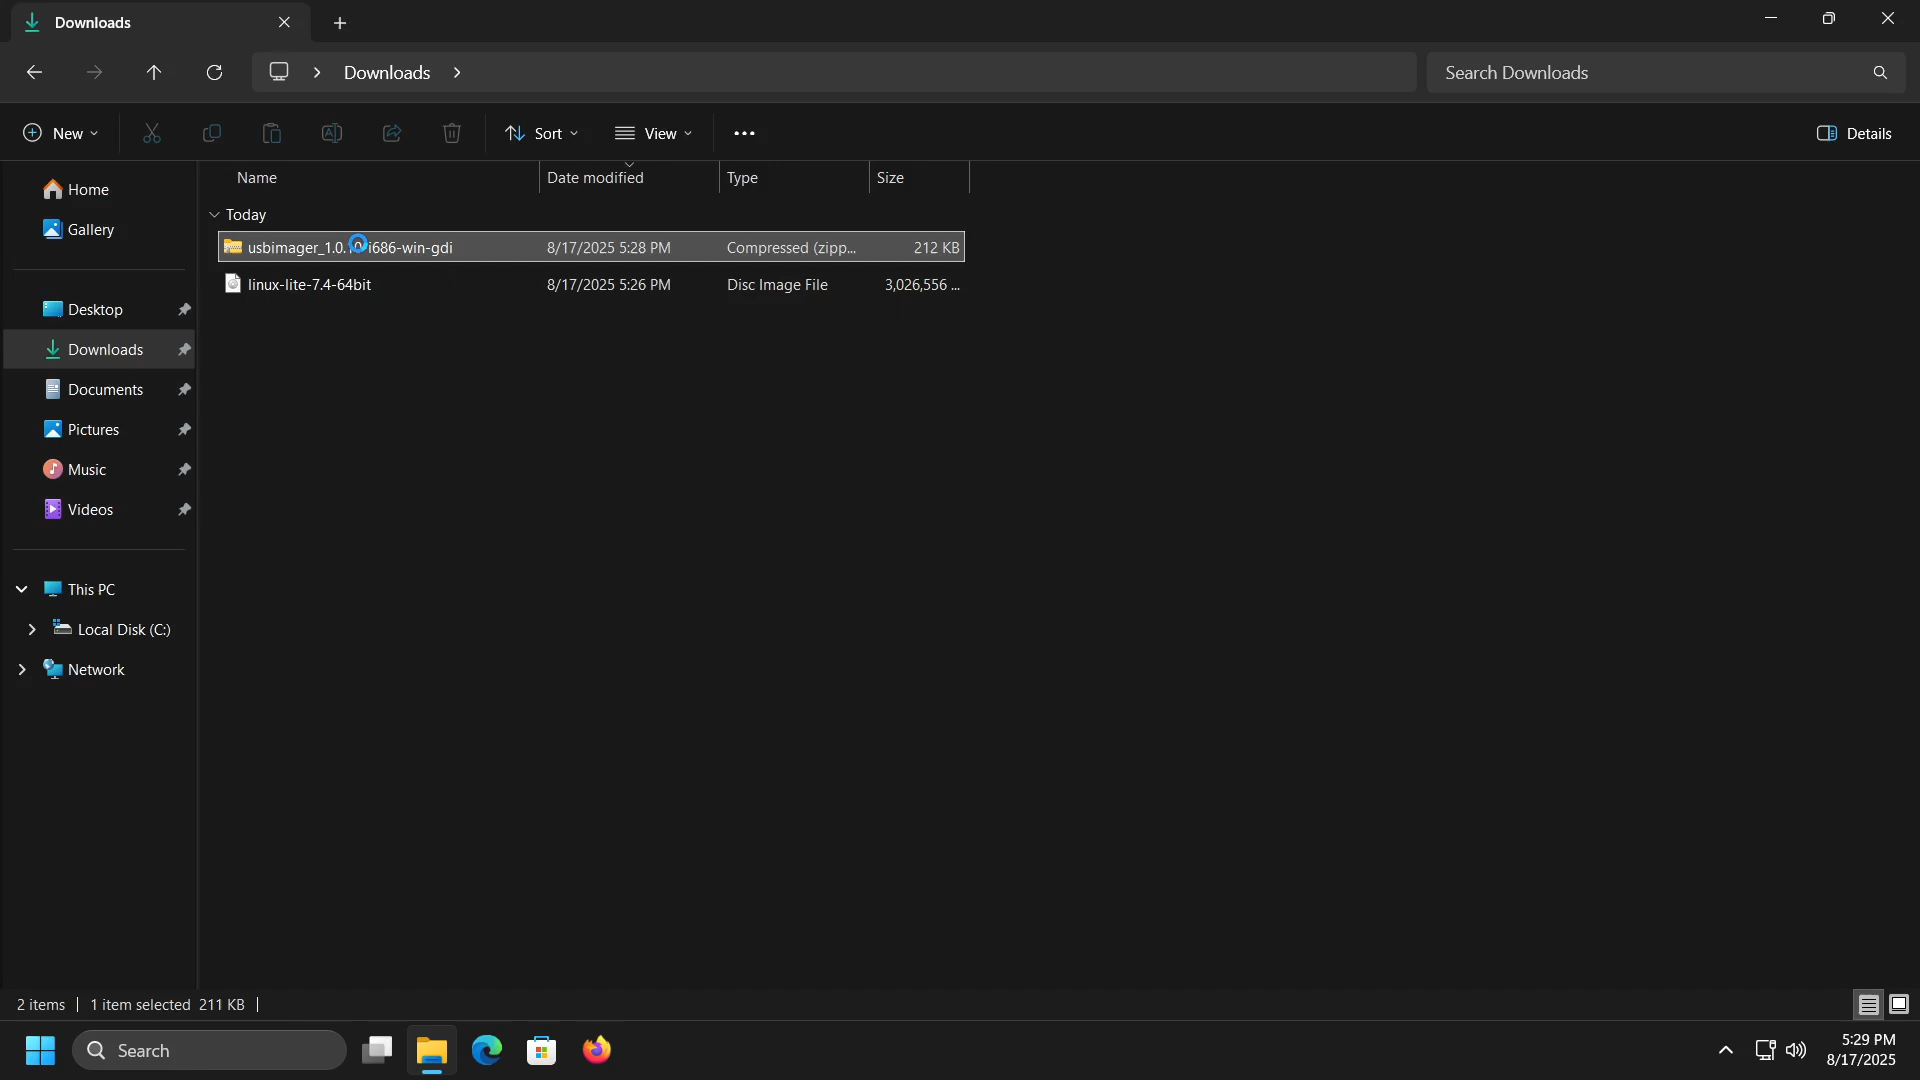 Downloads
Downloads
Search Downloads
New
Sort
View
Details
Name
Date modified
Type
Size
Home
Gallery
Desktop
Downloads
Documents
Pictures
Music
Videos
This PC
Local Disk (C:)
Network
Today
usbimager_1.0.10-i686-win-gdi
8/17/2025 5:28 PM
Compressed (zipp...
212 KB
linux-lite-7.4-64bit
8/17/2025 5:26 PM
Disc Image File
3,026,556 ...
2 items
1 item selected 211 KB
Search
5:29 PM
8/17/2025